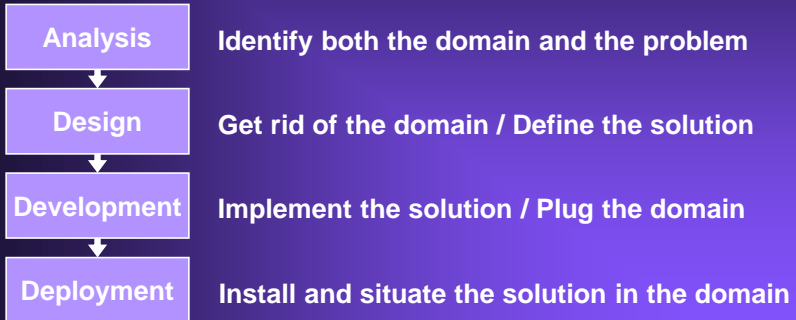 Analysis
Identify both the domain and the problem
Design
Get rid of the domain / Define the solution
Development
Implement the solution / Plug the domain
Deployment
Install and situate the solution in the domain